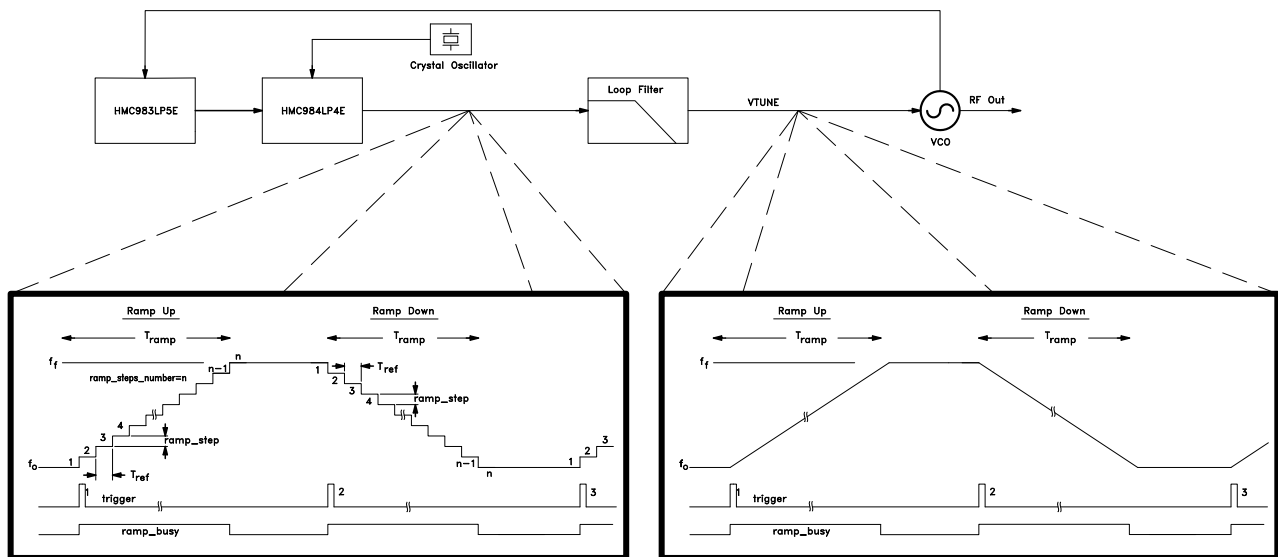 Crystal Oscillator
HMC983LP5E
HMC984LP4E
Loop Filter
VTUNE
RF Out
VCO
Ramp Up
Ramp Down
Tramp
Tramp
ff
n
n-1
ramp_steps_number=n
1
2
Tref
3
4
ramp_step
4
3
ramp_step
2
1
fo
Tref
n-1
n
1
2
3
1
trigger
2
3
ramp_busy
Ramp Up
Ramp Down
Tramp
Tramp
ff
fo
1
trigger
2
3
ramp_busy